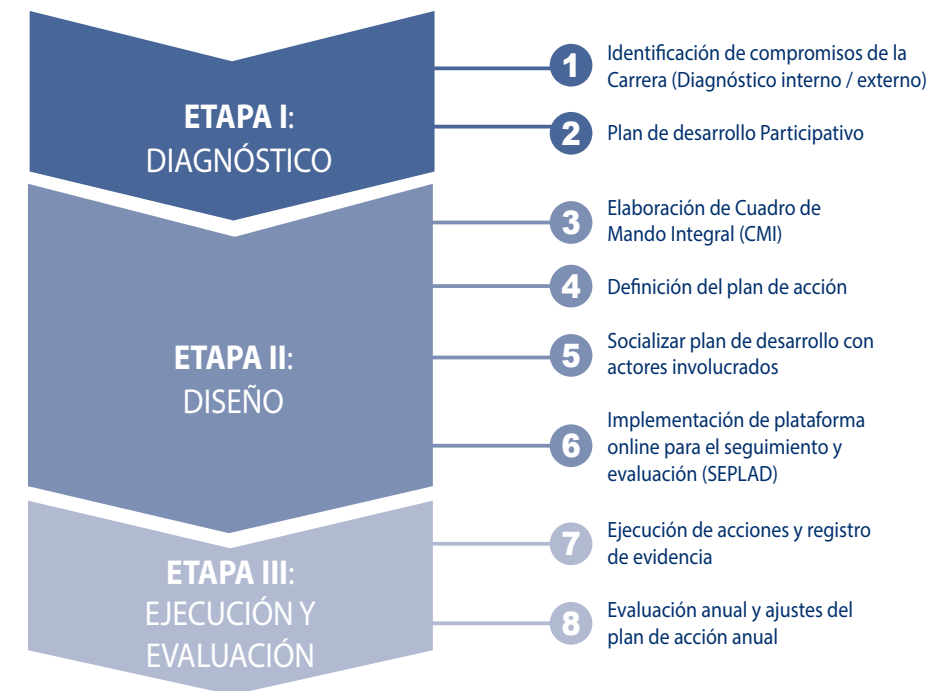 ETAPA I:
DIAGNÓSTICO
1
Identificación de compromisos de la
Carrera (Diagnóstico interno / externo)
2
Plan de desarrollo Participativo
ETAPA II:
DISEÑO
3
Elaboración de Cuadro de
Mando Integral (CMI)
4
Definición del plan de acción
5
Socializar plan de desarrollo con
actores involucrados
6
Implementación de plataforma
online para el seguimiento y
evaluación (SEPLAD)
ETAPA III:
EJECUCIÓN Y
EVALUACIÓN
7
Ejecución de acciones y registro
de evidencia
8
Evaluación anual y ajustes del
plan de acción anual